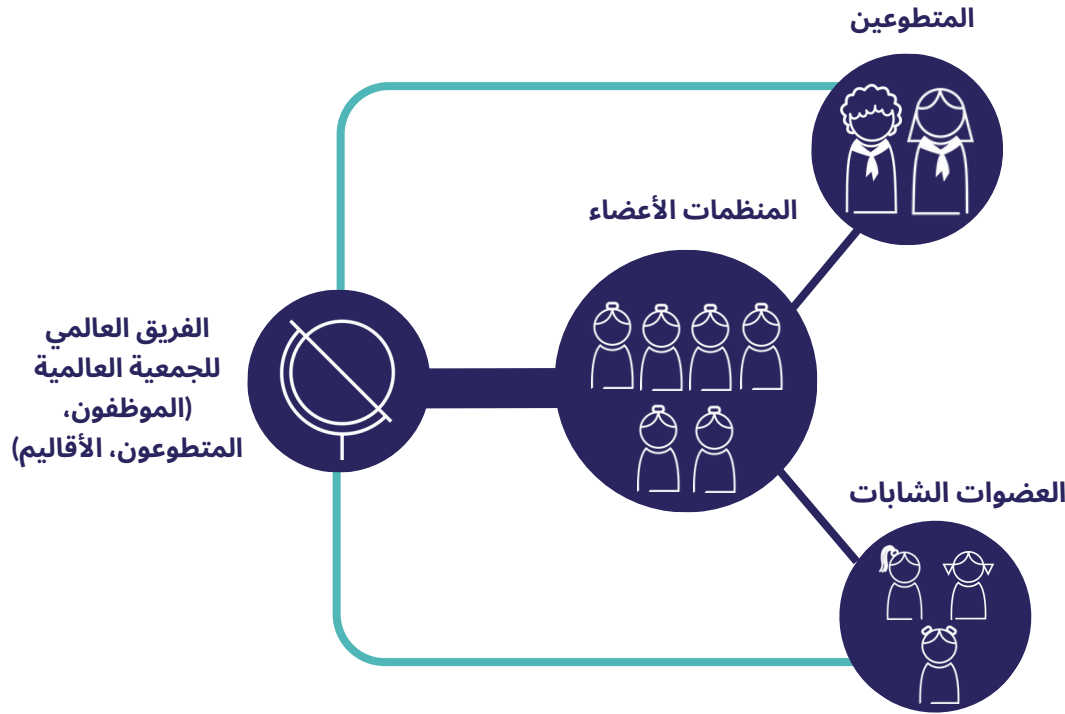 المتطوعين
المنظمات الأعضاء
الفريق العالمي
للجمعية العالمية
(الموظفون،
المتطوعون، الأقاليم)
العضوات الشابات